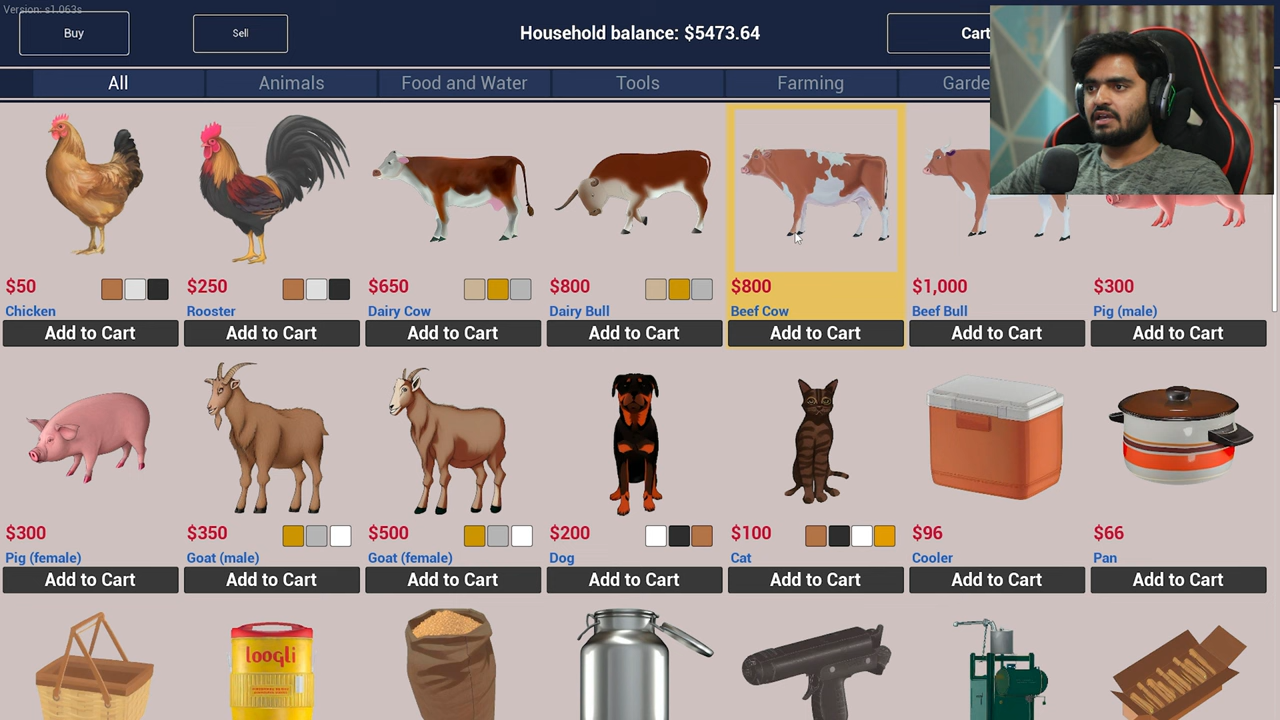 Version: s1.063s
Buy
Sell
Household balance: $5473.64
Cart
All
Animals
Food and Water
Tools
Farming
Garde
$50
$250
$650
$800
$800
$1,000
$300
Chicken
Rooster
Dairy Cow
Dairy Bull
Beef Cow
Beef Bull
Pig (male)
Add to Cart
Add to Cart
Add to Cart
Add to Cart
Add to Cart
Add to Cart
Add to Cart
$300
$350
$500
$200
$100
$96
$66
Pig (female)
Goat (male)
Goat (female)
Dog
Cat
Cooler
Pan
Add to Cart
Add to Cart
Add to Cart
Add to Cart
Add to Cart
Add to Cart
Add to Cart
loogli